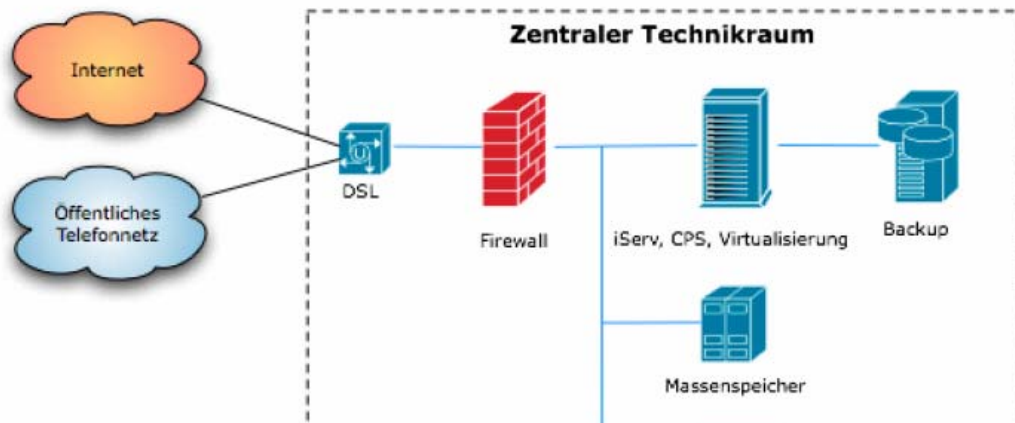 Zentraler Technikraum
Internet
Öffentliches
Telefonnetz
U
DSL
Firewall
iServ, CPS, Virtualisierung
Backup
Massenspeicher